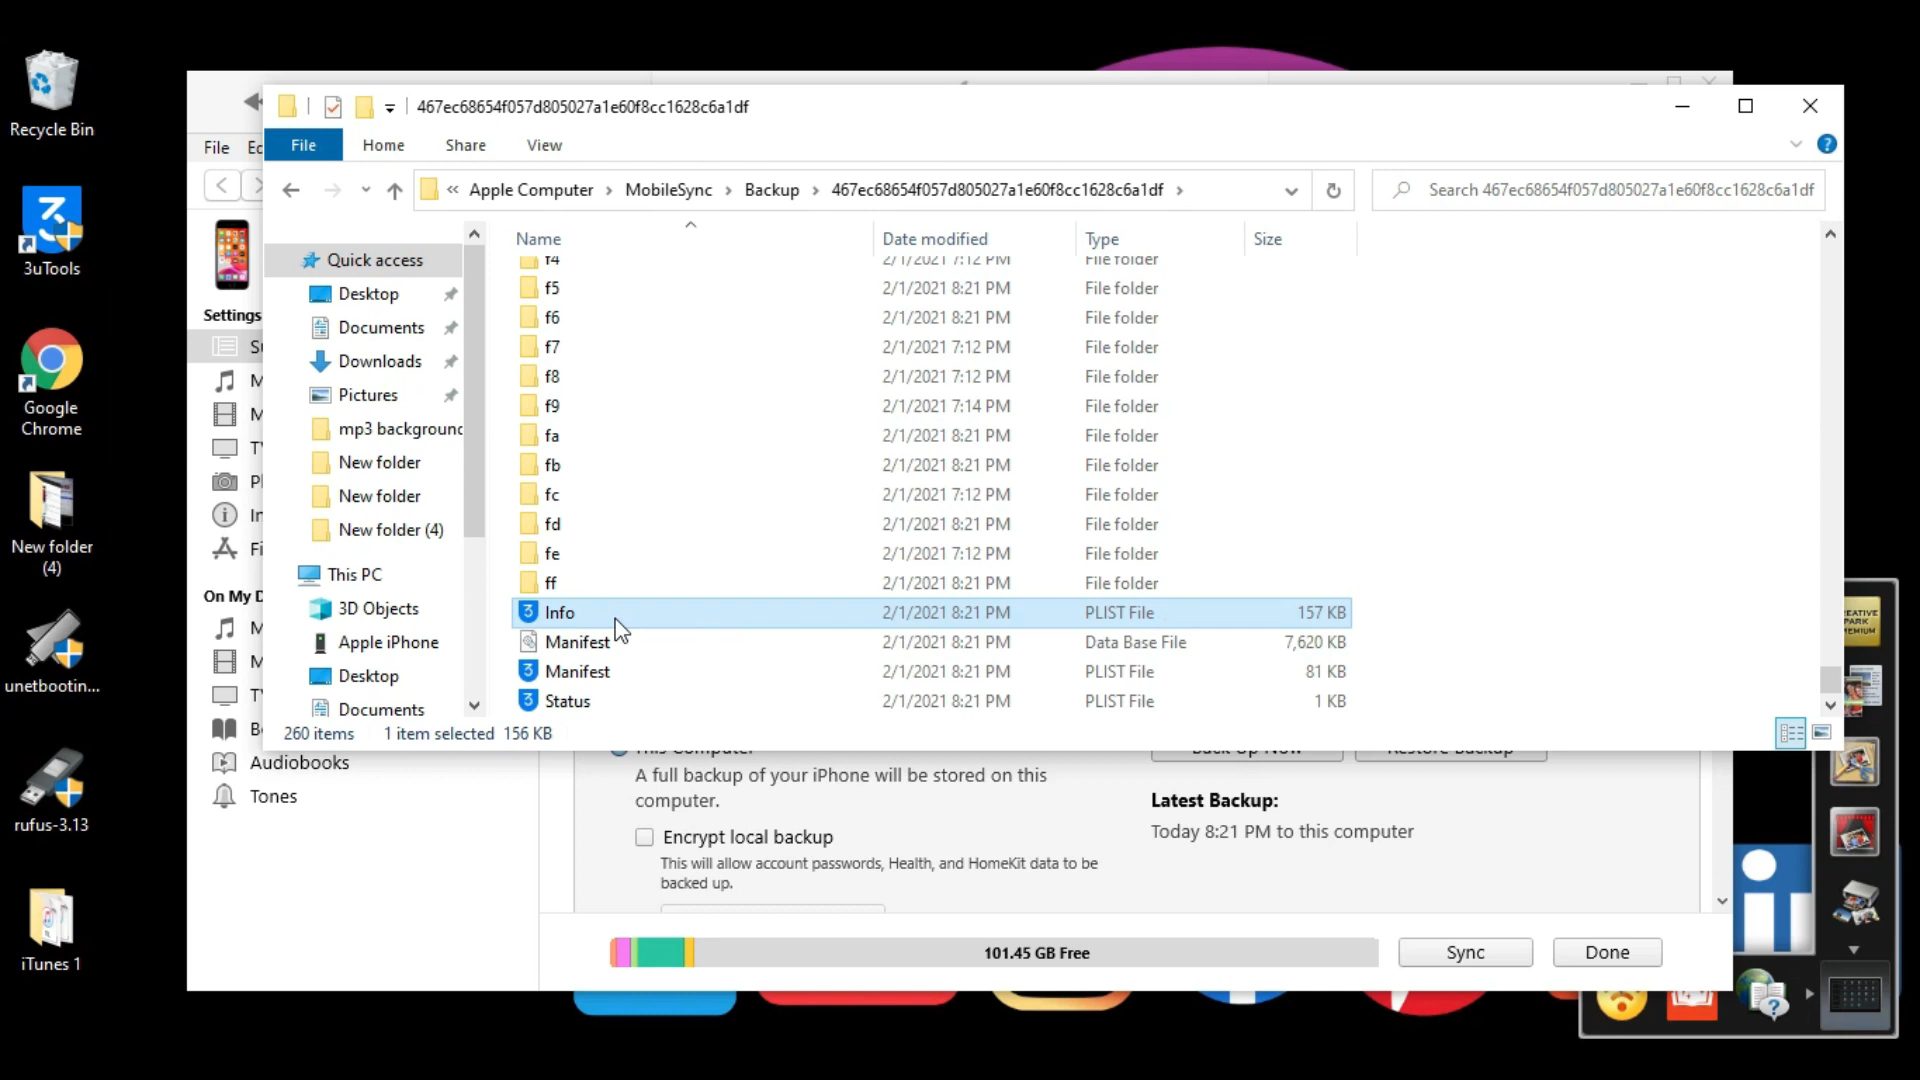 Recycle Bin
3uTools
Google
Chrome
New folder
(4)
unetbootin...
rufus-3.13
iTunes 1
File
467ec68654f057d805027a1e60f8cc1628c6a1df
File Home Share View
« Apple Computer › MobileSync › Backup › 467ec68654f057d805027a1e60f8cc1628c6a1df ›
Search 467ec68654f057d805027a1e60f8cc1628c6a1df
Settings
On My D
Audiobooks
Tones
Quick access
Desktop
Documents
Downloads
Pictures
mp3 background
New folder
New folder
New folder (4)
This PC
3D Objects
Apple iPhone
Desktop
Documents
Name Date modified Type Size
f4 2/1/2021 7:12 PM File folder
f5 2/1/2021 8:21 PM File folder
f6 2/1/2021 8:21 PM File folder
f7 2/1/2021 7:12 PM File folder
f8 2/1/2021 7:12 PM File folder
f9 2/1/2021 7:14 PM File folder
fa 2/1/2021 8:21 PM File folder
fb 2/1/2021 8:21 PM File folder
fc 2/1/2021 7:12 PM File folder
fd 2/1/2021 8:21 PM File folder
fe 2/1/2021 7:12 PM File folder
ff 2/1/2021 8:21 PM File folder
Info 2/1/2021 8:21 PM PLIST File 157 KB
Manifest 2/1/2021 8:21 PM Data Base File 7,620 KB
Manifest 2/1/2021 8:21 PM PLIST File 81 KB
Status 2/1/2021 8:21 PM PLIST File 1 KB
260 items 1 item selected 156 KB
This Computer
Back Up Now Restore Backup
A full backup of your iPhone will be stored on this
computer.
Encrypt local backup
This will allow account passwords, Health, and HomeKit data to be
backed up.
Latest Backup:
Today 8:21 PM to this computer
101.45 GB Free
Sync Done
it